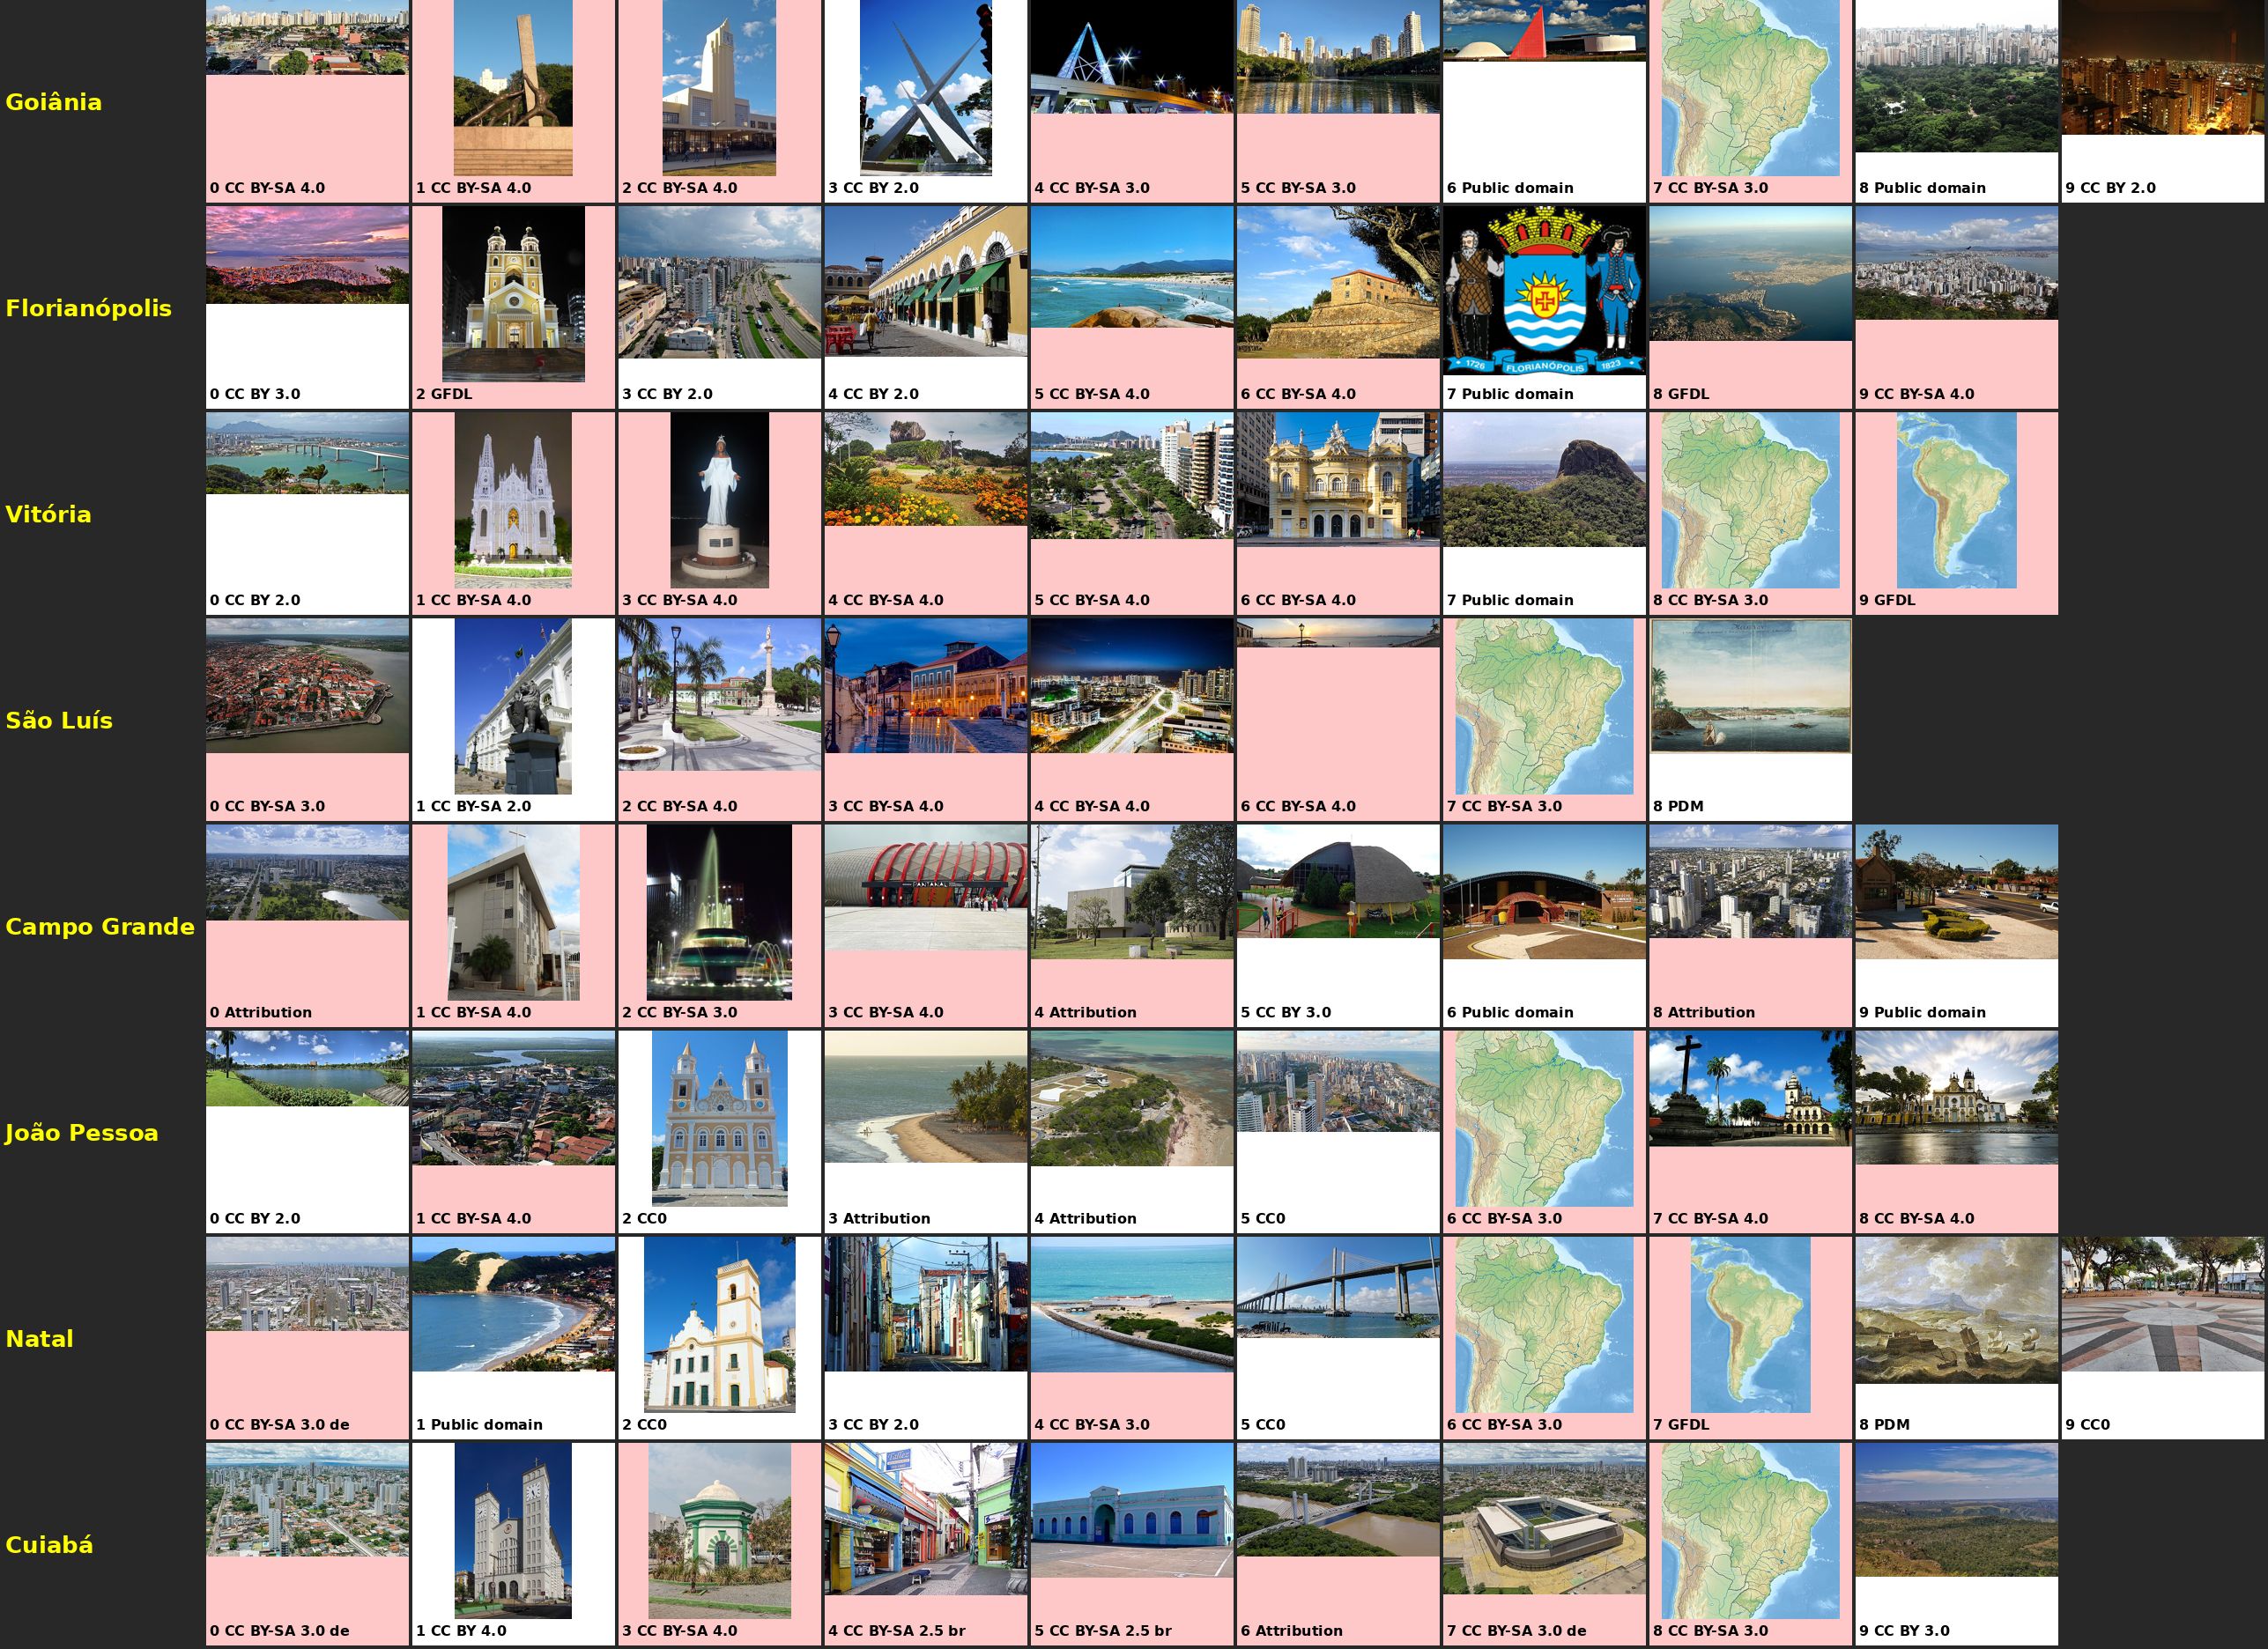 Goiânia
0 CC BY-SA 4.0
1 CC BY-SA 4.0
2 CC BY-SA 4.0
3 CC BY 2.0
4 CC BY-SA 3.0
5 CC BY-SA 3.0
6 Public domain
7 CC BY-SA 3.0
8 Public domain
9 CC BY 2.0
Florianópolis
1726 FLORIANÓPOLIS 1823
0 CC BY 3.0
2 GFDL
3 CC BY 2.0
4 CC BY 2.0
5 CC BY-SA 4.0
6 CC BY-SA 4.0
7 Public domain
8 GFDL
9 CC BY-SA 4.0
Vitória
0 CC BY 2.0
1 CC BY-SA 4.0
3 CC BY-SA 4.0
4 CC BY-SA 4.0
5 CC BY-SA 4.0
6 CC BY-SA 4.0
7 Public domain
8 CC BY-SA 3.0
9 GFDL
São Luís
0 CC BY-SA 3.0
1 CC BY-SA 2.0
2 CC BY-SA 4.0
3 CC BY-SA 4.0
4 CC BY-SA 4.0
6 CC BY-SA 4.0
7 CC BY-SA 3.0
8 PDM
Campo Grande
PANTANAL
0 Attribution
1 CC BY-SA 4.0
2 CC BY-SA 3.0
3 CC BY-SA 4.0
4 Attribution
5 CC BY 3.0
6 Public domain
8 Attribution
9 Public domain
João Pessoa
0 CC BY 2.0
1 CC BY-SA 4.0
2 CC0
3 Attribution
4 Attribution
5 CC0
6 CC BY-SA 3.0
7 CC BY-SA 4.0
8 CC BY-SA 4.0
Natal
0 CC BY-SA 3.0 de
1 Public domain
2 CC0
3 CC BY 2.0
4 CC BY-SA 3.0
5 CC0
6 CC BY-SA 3.0
7 GFDL
8 PDM
9 CC0
Cuiabá
0 CC BY-SA 3.0 de
1 CC BY 4.0
3 CC BY-SA 4.0
4 CC BY-SA 2.5 br
5 CC BY-SA 2.5 br
6 Attribution
7 CC BY-SA 3.0 de
8 CC BY-SA 3.0
9 CC BY 3.0